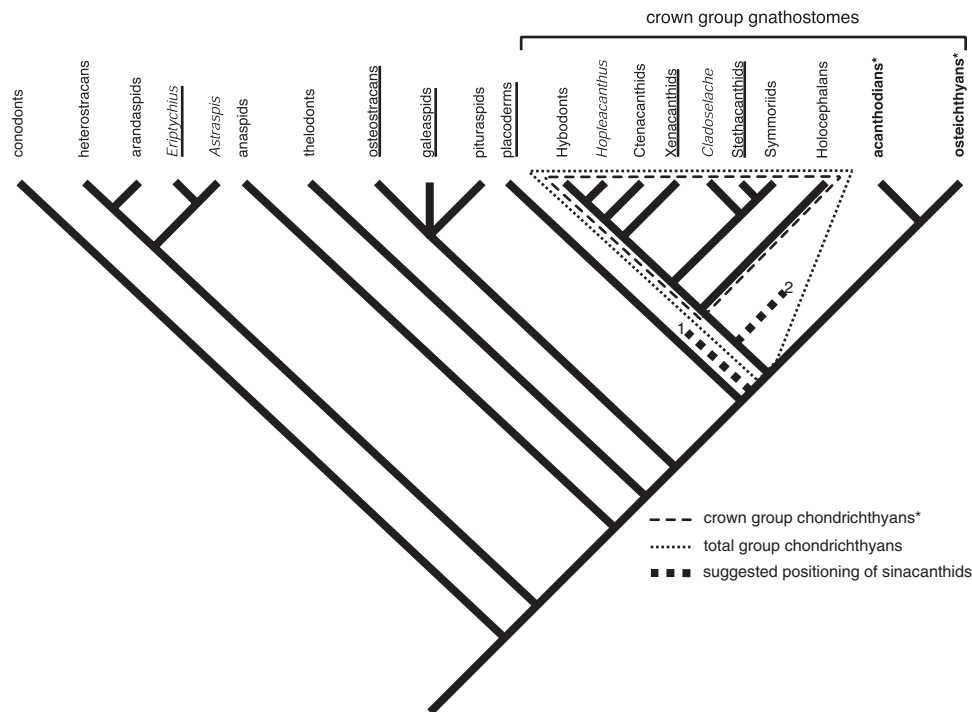 crown group gnathostomes
conodonts
heterostracans
arandaspids
Eriptychius
Astraspis
anaspids
thelodonts
osteostracans
galeaspids
pituraspids
placoderms
Hybodonts
Hopleacanthus
Ctenacanthids
Xenacanthids
Cladoselache
Stethacanthids
Symmoriids
Holocephalans
acanthodians*
osteichthyans*
2
1
crown group chondrichthyans*
total group chondrichthyans
suggested positioning of sinacanthids